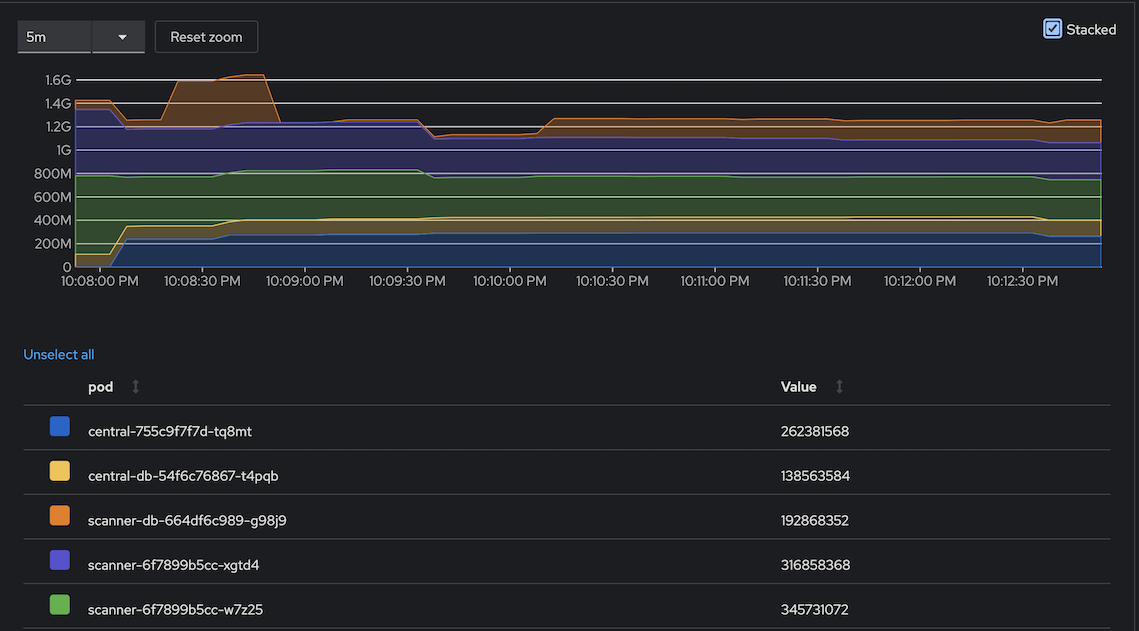 5m
Reset zoom
Stacked
1.6G
1.4G
1.2G
1G
800M
600M
400M
200M
0
10:08:00 PM 10:08:30 PM 10:09:00 PM 10:09:30 PM 10:10:00 PM 10:10:30 PM 10:11:00 PM 10:11:30 PM 10:12:00 PM 10:12:30 PM
Unselect all
pod Value
central-755c9f7f7d-tq8mt 262381568
central-db-54f6c76867-t4pqb 138563584
scanner-db-664df6c989-g98j9 192868352
scanner-6f7899b5cc-xgtd4 316858368
scanner-6f7899b5cc-w7z25 345731072